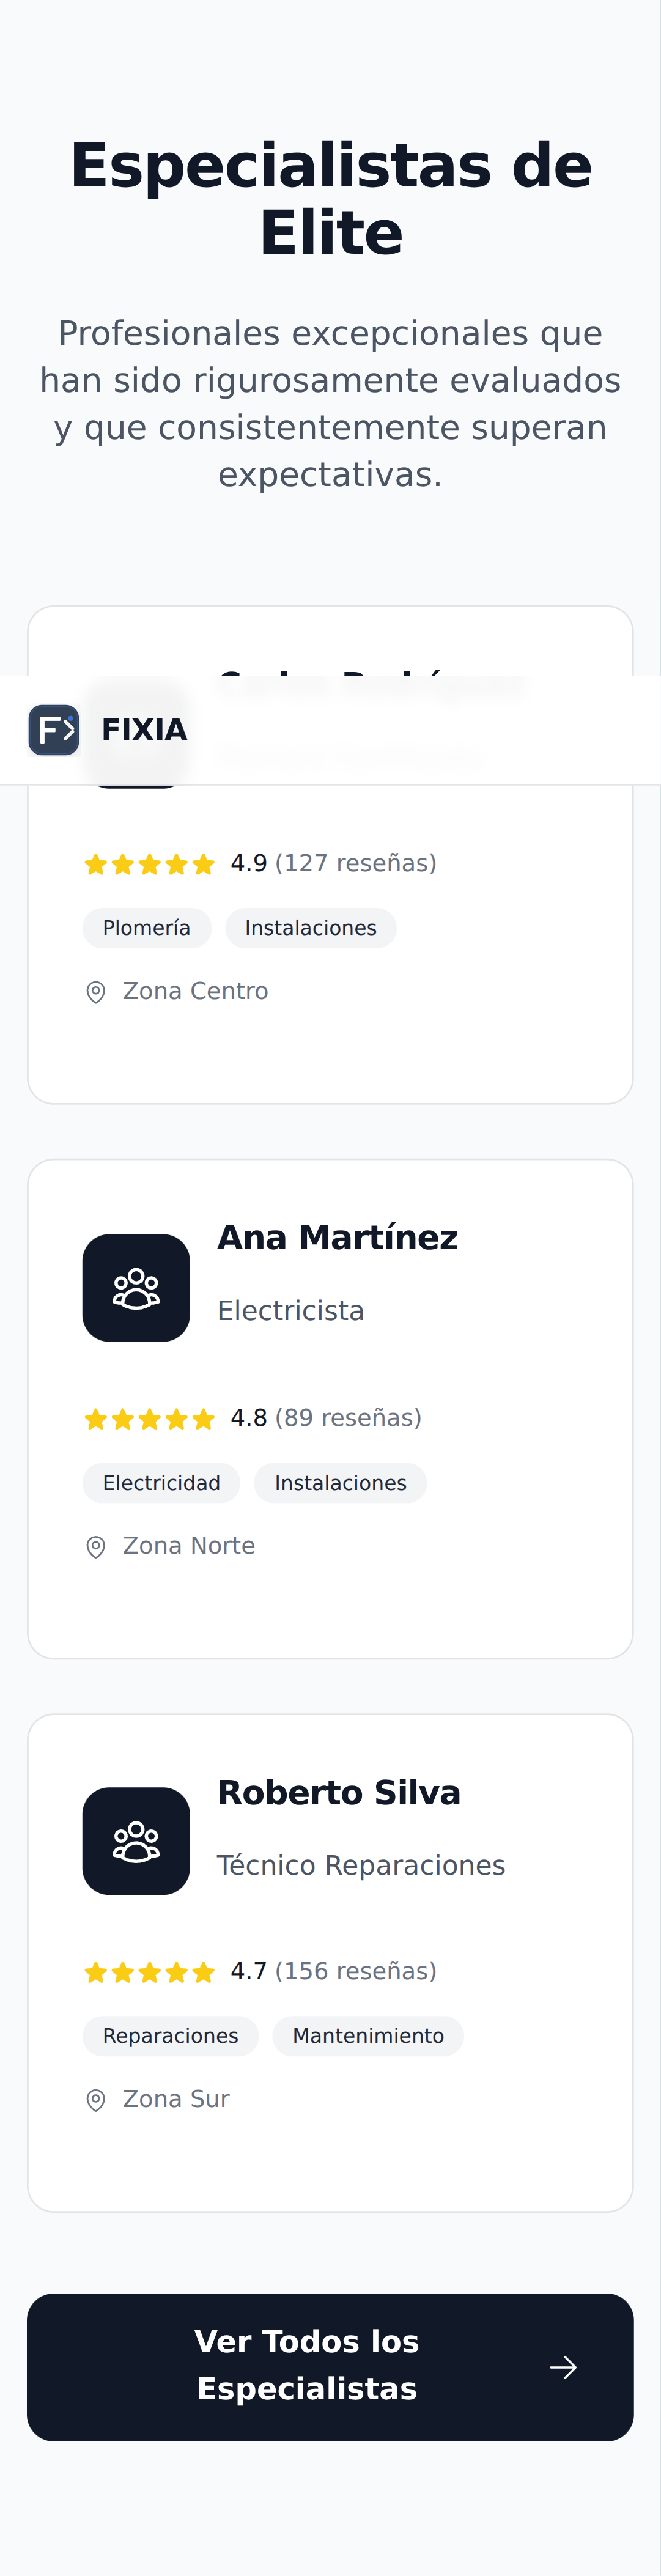 Especialistas de
Elite
Profesionales excepcionales que
han sido rigurosamente evaluados
y que consistentemente superan
expectativas.
FIXIA
4.9 (127 reseñas)
Plomería
Instalaciones
Zona Centro
Ana Martínez
Electricista
4.8 (89 reseñas)
Electricidad
Instalaciones
Zona Norte
Roberto Silva
Técnico Reparaciones
4.7 (156 reseñas)
Reparaciones
Mantenimiento
Zona Sur
Ver Todos los
Especialistas